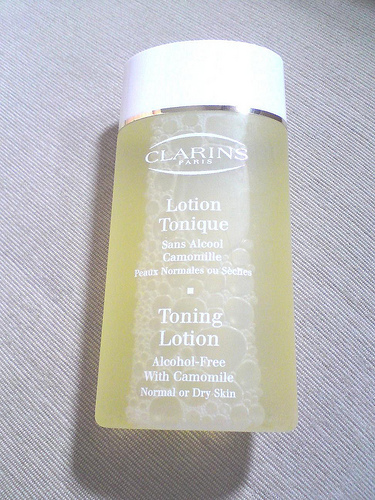 CLARINS
PARIS
Lotion
Tonique
Sans Alcool
Camomille
Peaux Normales ou Sèches
Toning
Lotion
Alcohol-Free
With Camomile
Normal or Dry Skin